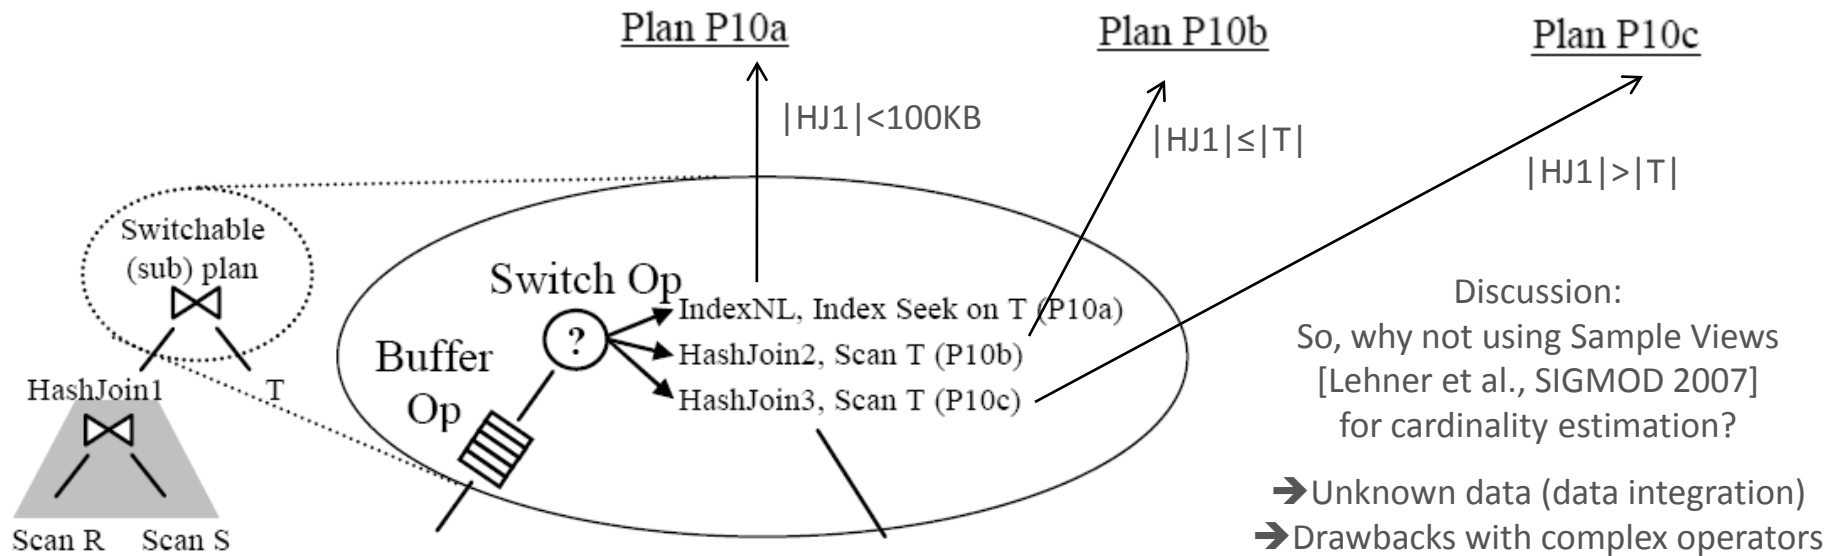 Plan P10a
Plan P10b
Plan P10c
|HJ1|<100KB
|HJ1|≤|T|
|HJ1|>|T|
Switchable
(sub) plan
HashJoin1
T
Scan R
Scan S
Switch Op
?
Buffer
Op
IndexNL, Index Seek on T (P10a)
HashJoin2, Scan T (P10b)
HashJoin3, Scan T (P10c)
Discussion:
So, why not using Sample Views
[Lehner et al., SIGMOD 2007]
for cardinality estimation?
➔Unknown data (data integration)
➔Drawbacks with complex operators